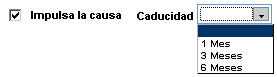 Impulsa la causa Caducidad
1 Mes
3 Meses
6 Meses